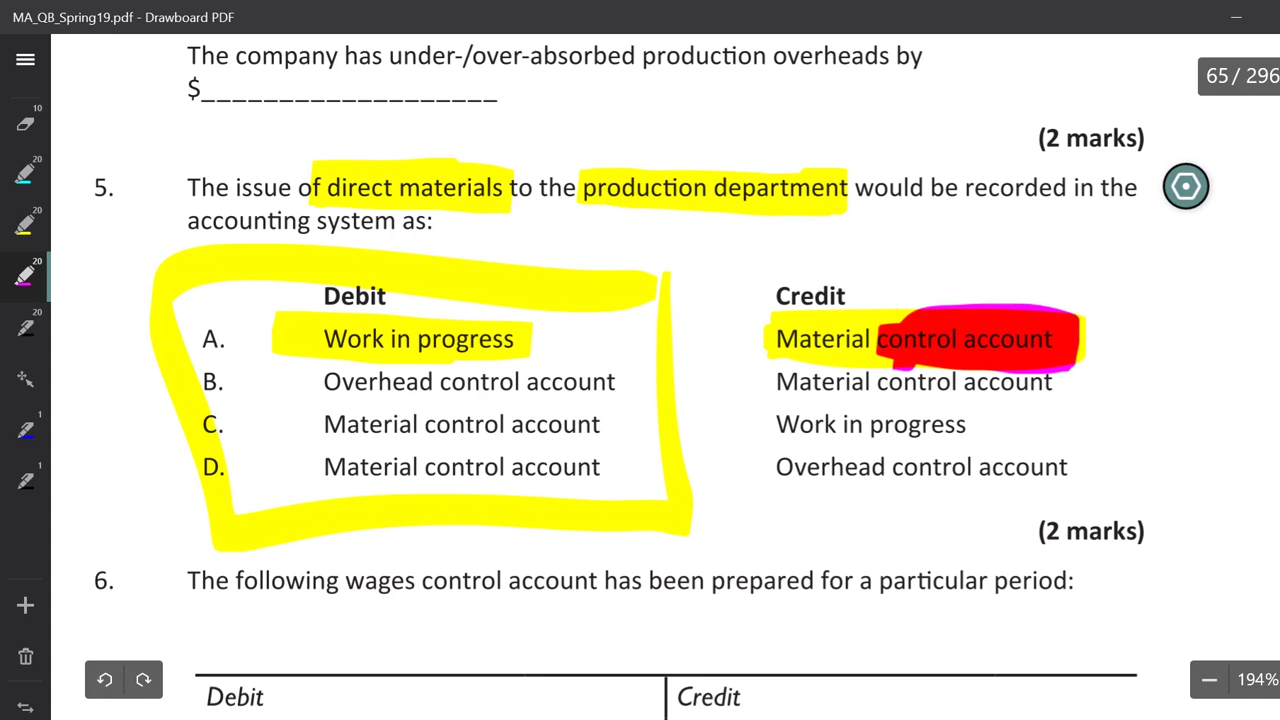 MA_QB_Spring19.pdf - Drawboard PDF
The company has under-/over-absorbed production overheads by
65 / 296
$___________________
10
(2 marks)
20
5. The issue of direct materials to the production department would be recorded in the
accounting system as:
20
20
Debit Credit
20
A. Work in progress Material control account
B. Overhead control account Material control account
1
C. Material control account Work in progress
D. Material control account Overhead control account
1
(2 marks)
6. The following wages control account has been prepared for a particular period:
194%
Debit Credit